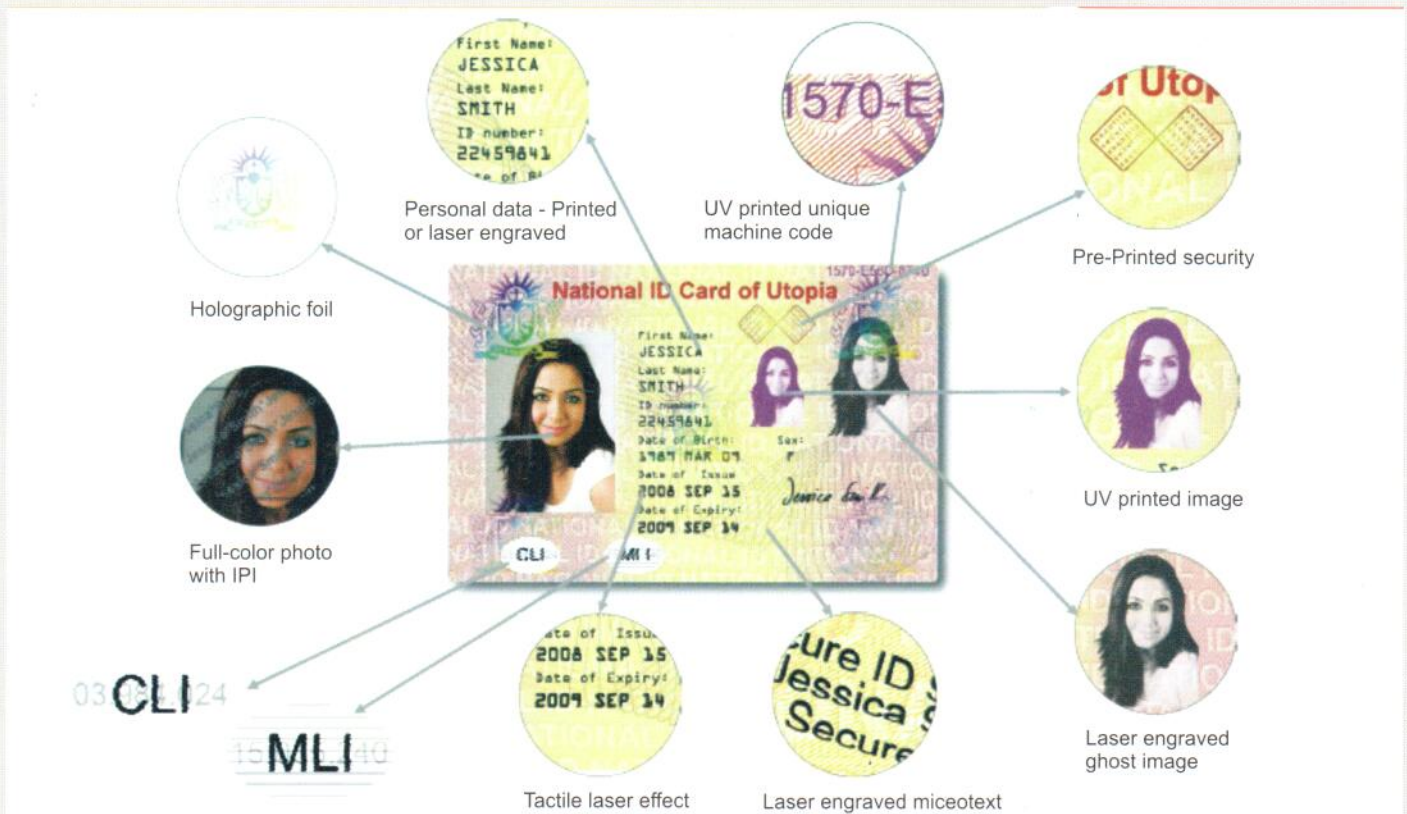 First Name:
JESSICA
Last Name:
SMITH
ID number:
22459841
1570-E
of Utop
Personal data - Printed
or laser engraved
UV printed unique
machine code
Pre-Printed security
Holographic foil
National ID Card of Utopia
First Name:
JESSICA
Last Name:
SMITH
ID number:
22459841
Date of Birth:
Sex:
1989 MAR 09
F
Date of Issue
2008 SEP 15
Date of Expiry:
2009 SEP 14
CLI
MLI
UV printed image
Full-color photo
with IPI
ate of Issu
2008 SEP 15
Date of Expiry:
2009 SEP 14
cure ID
Jessica
Secure
CLI
MLI
Laser engraved
ghost image
Tactile laser effect
Laser engraved miceotext